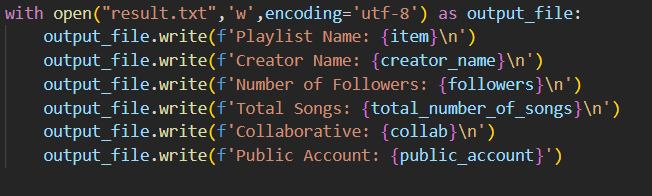 with open("result.txt",'w',encoding='utf-8') as output_file:
    output_file.write(f'Playlist Name: {item}\n')
    output_file.write(f'Creator Name: {creator_name}\n')
    output_file.write(f'Number of Followers: {followers}\n')
    output_file.write(f'Total Songs: {total_number_of_songs}\n')
    output_file.write(f'Collaborative: {collab}\n')
    output_file.write(f'Public Account: {public_account}')